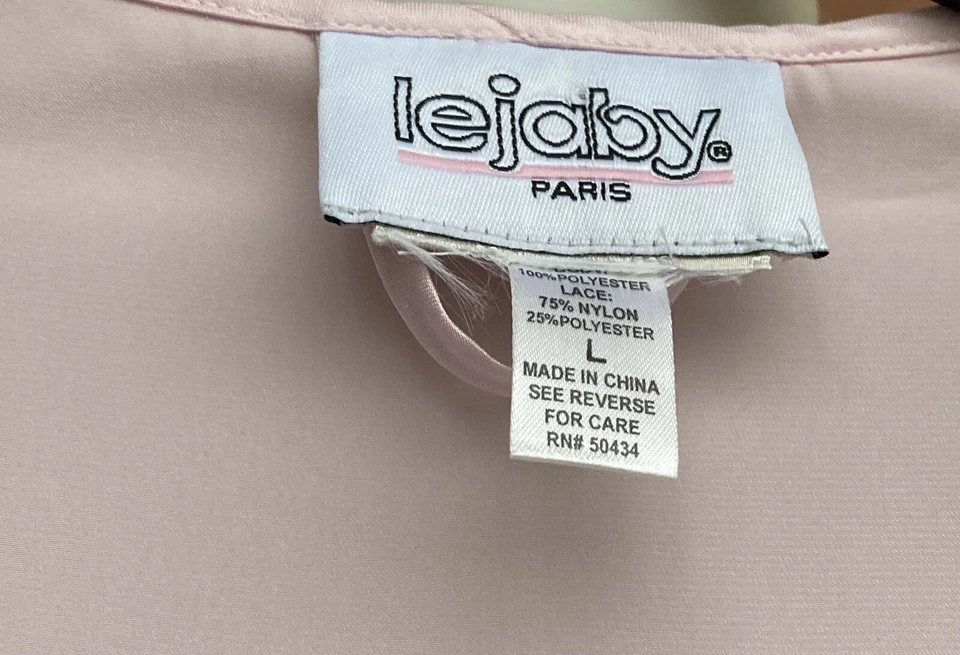 lejaby®
PARIS
100%POLYESTER
LACE:
75% NYLON
25%POLYESTER
L
MADE IN CHINA
SEE REVERSE
FOR CARE
RN# 50434